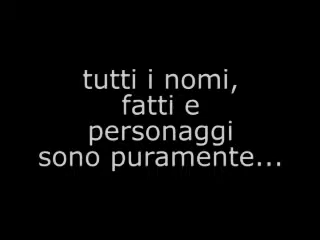 tutti i nomi,
fatti e
personaggi
sono puramente...